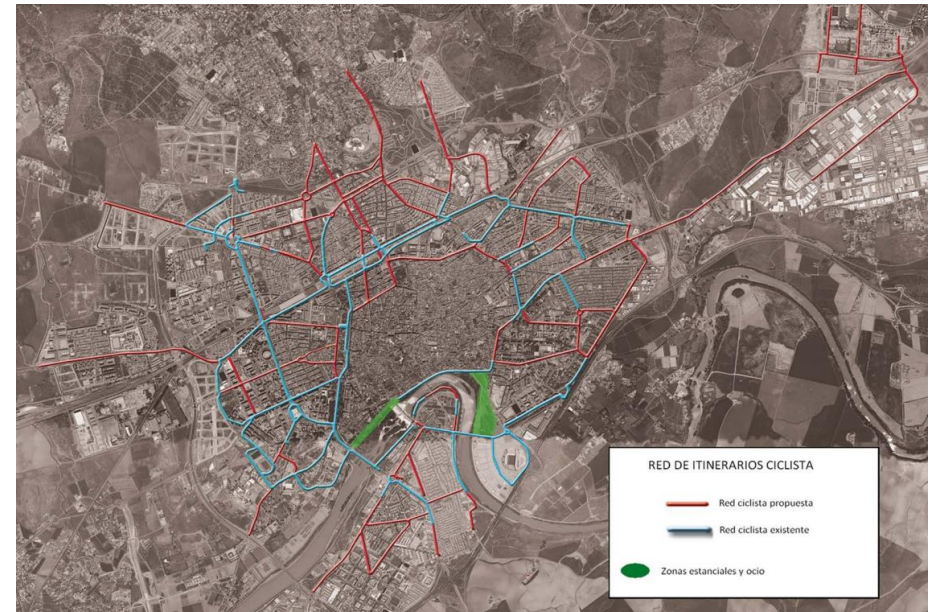 RED DE ITINERARIOS CICLISTA
Red ciclista propuesta
Red ciclista existente
Zonas estanciales y ocio